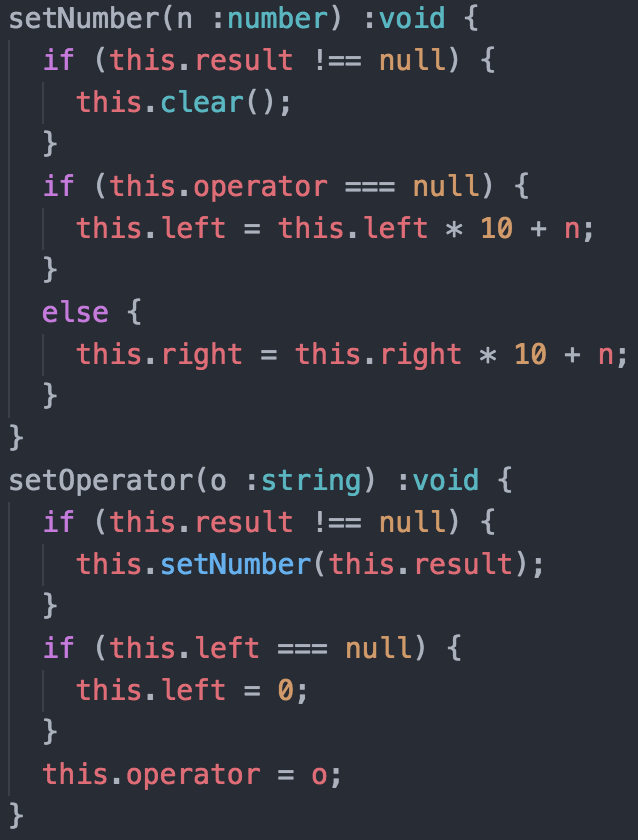 setNumber(n :number) :void {
  if (this.result !== null) {
    this.clear();
  }
  if (this.operator === null) {
    this.left = this.left * 10 + n;
  }
  else {
    this.right = this.right * 10 + n;
  }
}
setOperator(o :string) :void {
  if (this.result !== null) {
    this.setNumber(this.result);
  }
  if (this.left === null) {
    this.left = 0;
  }
  this.operator = o;
}